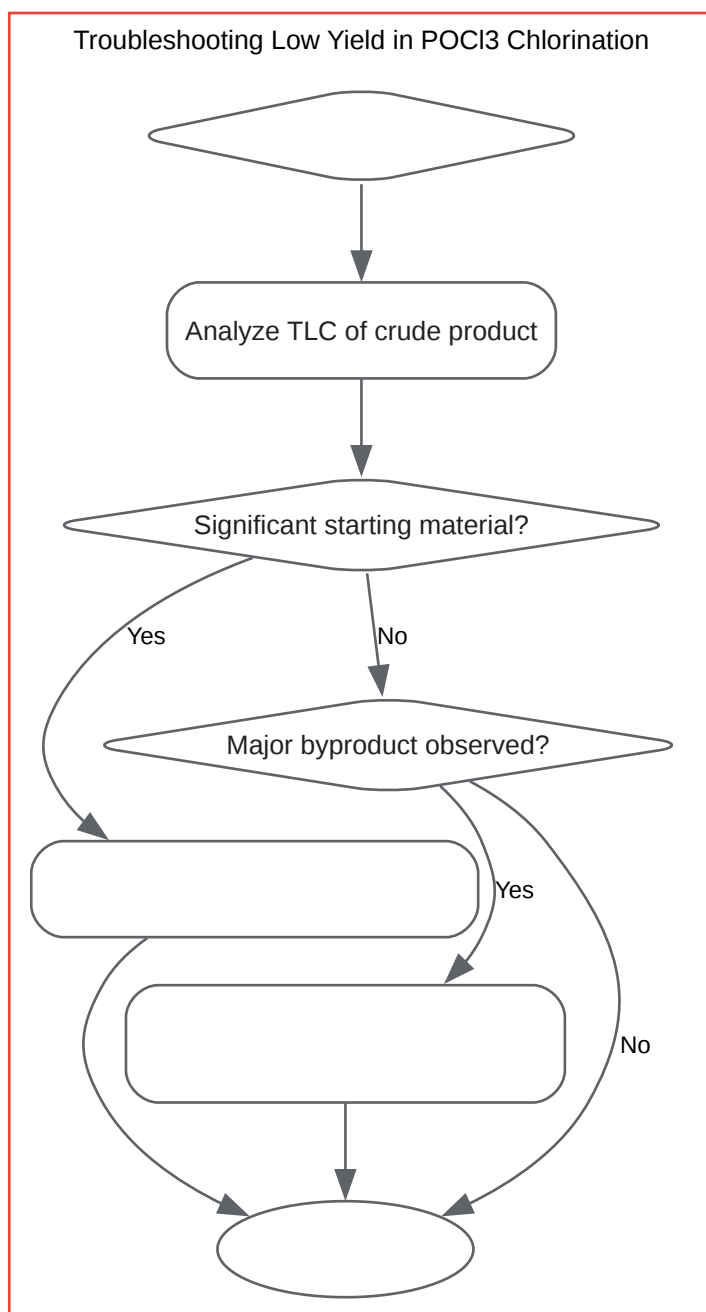 Troubleshooting Low Yield in POCl3 Chlorination
Analyze TLC of crude product
Significant starting material?
Yes
No
Major byproduct observed?
Yes
No